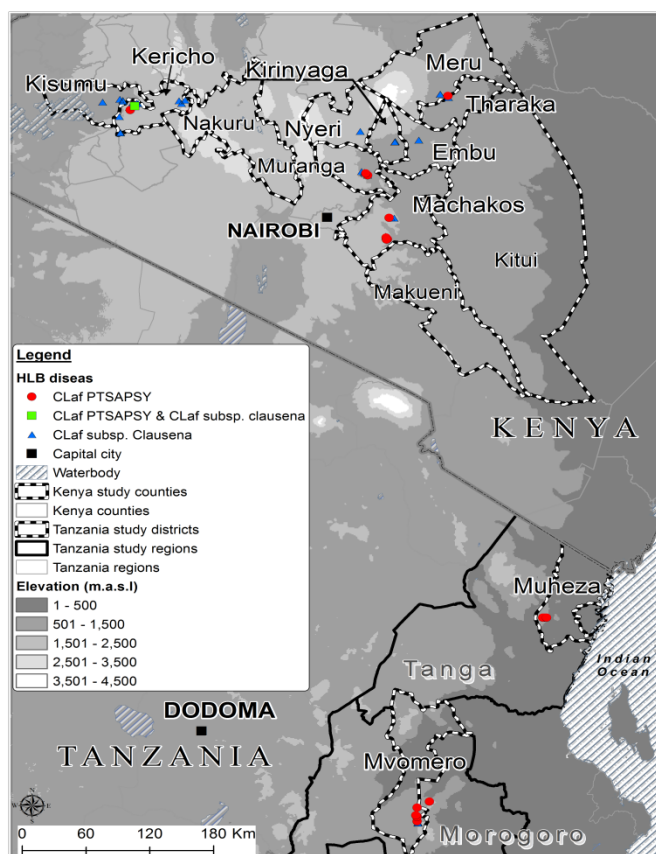 Meru
Kericho
Kirinyaga
Kisumu
Tharaka
Nakuru
Nyeri
Embu
Muranga
Machakos
NAIROBI
Kitui
Makueni
KENYA
Legend
HLB diseas
CLaf PTSAPSY
CLaf PTSAPSY & CLaf subsp. clausena
CLaf subsp. Clausena
Capital city
Waterbody
Kenya study counties
Kenya counties
Tanzania study districts
Tanzania study regions
Tanzania regions
Elevation (m.a.s.l)
1 - 500
501 - 1,500
1,501 - 2,500
2,501 - 3,500
3,501 - 4,500
Muheza
Indian
Ocean
Tanga
DODOMA
TANZANIA
Mvomero
Morogoro
N
W E
S
0 60 120 180 Km